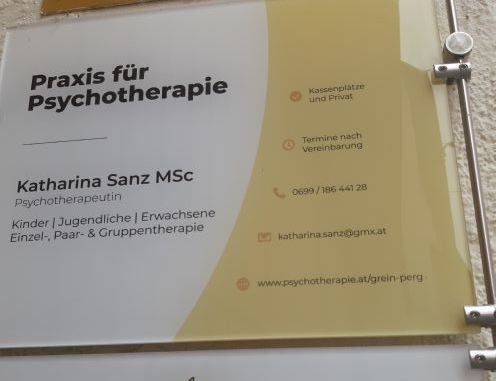 Praxis für
Psychotherapie
Katharina Sanz MSc
Psychotherapeutin
Kinder | Jugendliche | Erwachsene
Einzel-, Paar- & Gruppentherapie
Kassenplätze
und Privat
Termine nach
Vereinbarung
0699 / 186 441 28
katharina.sanz@gmx.at
www.psychotherapie.at/grein-perg